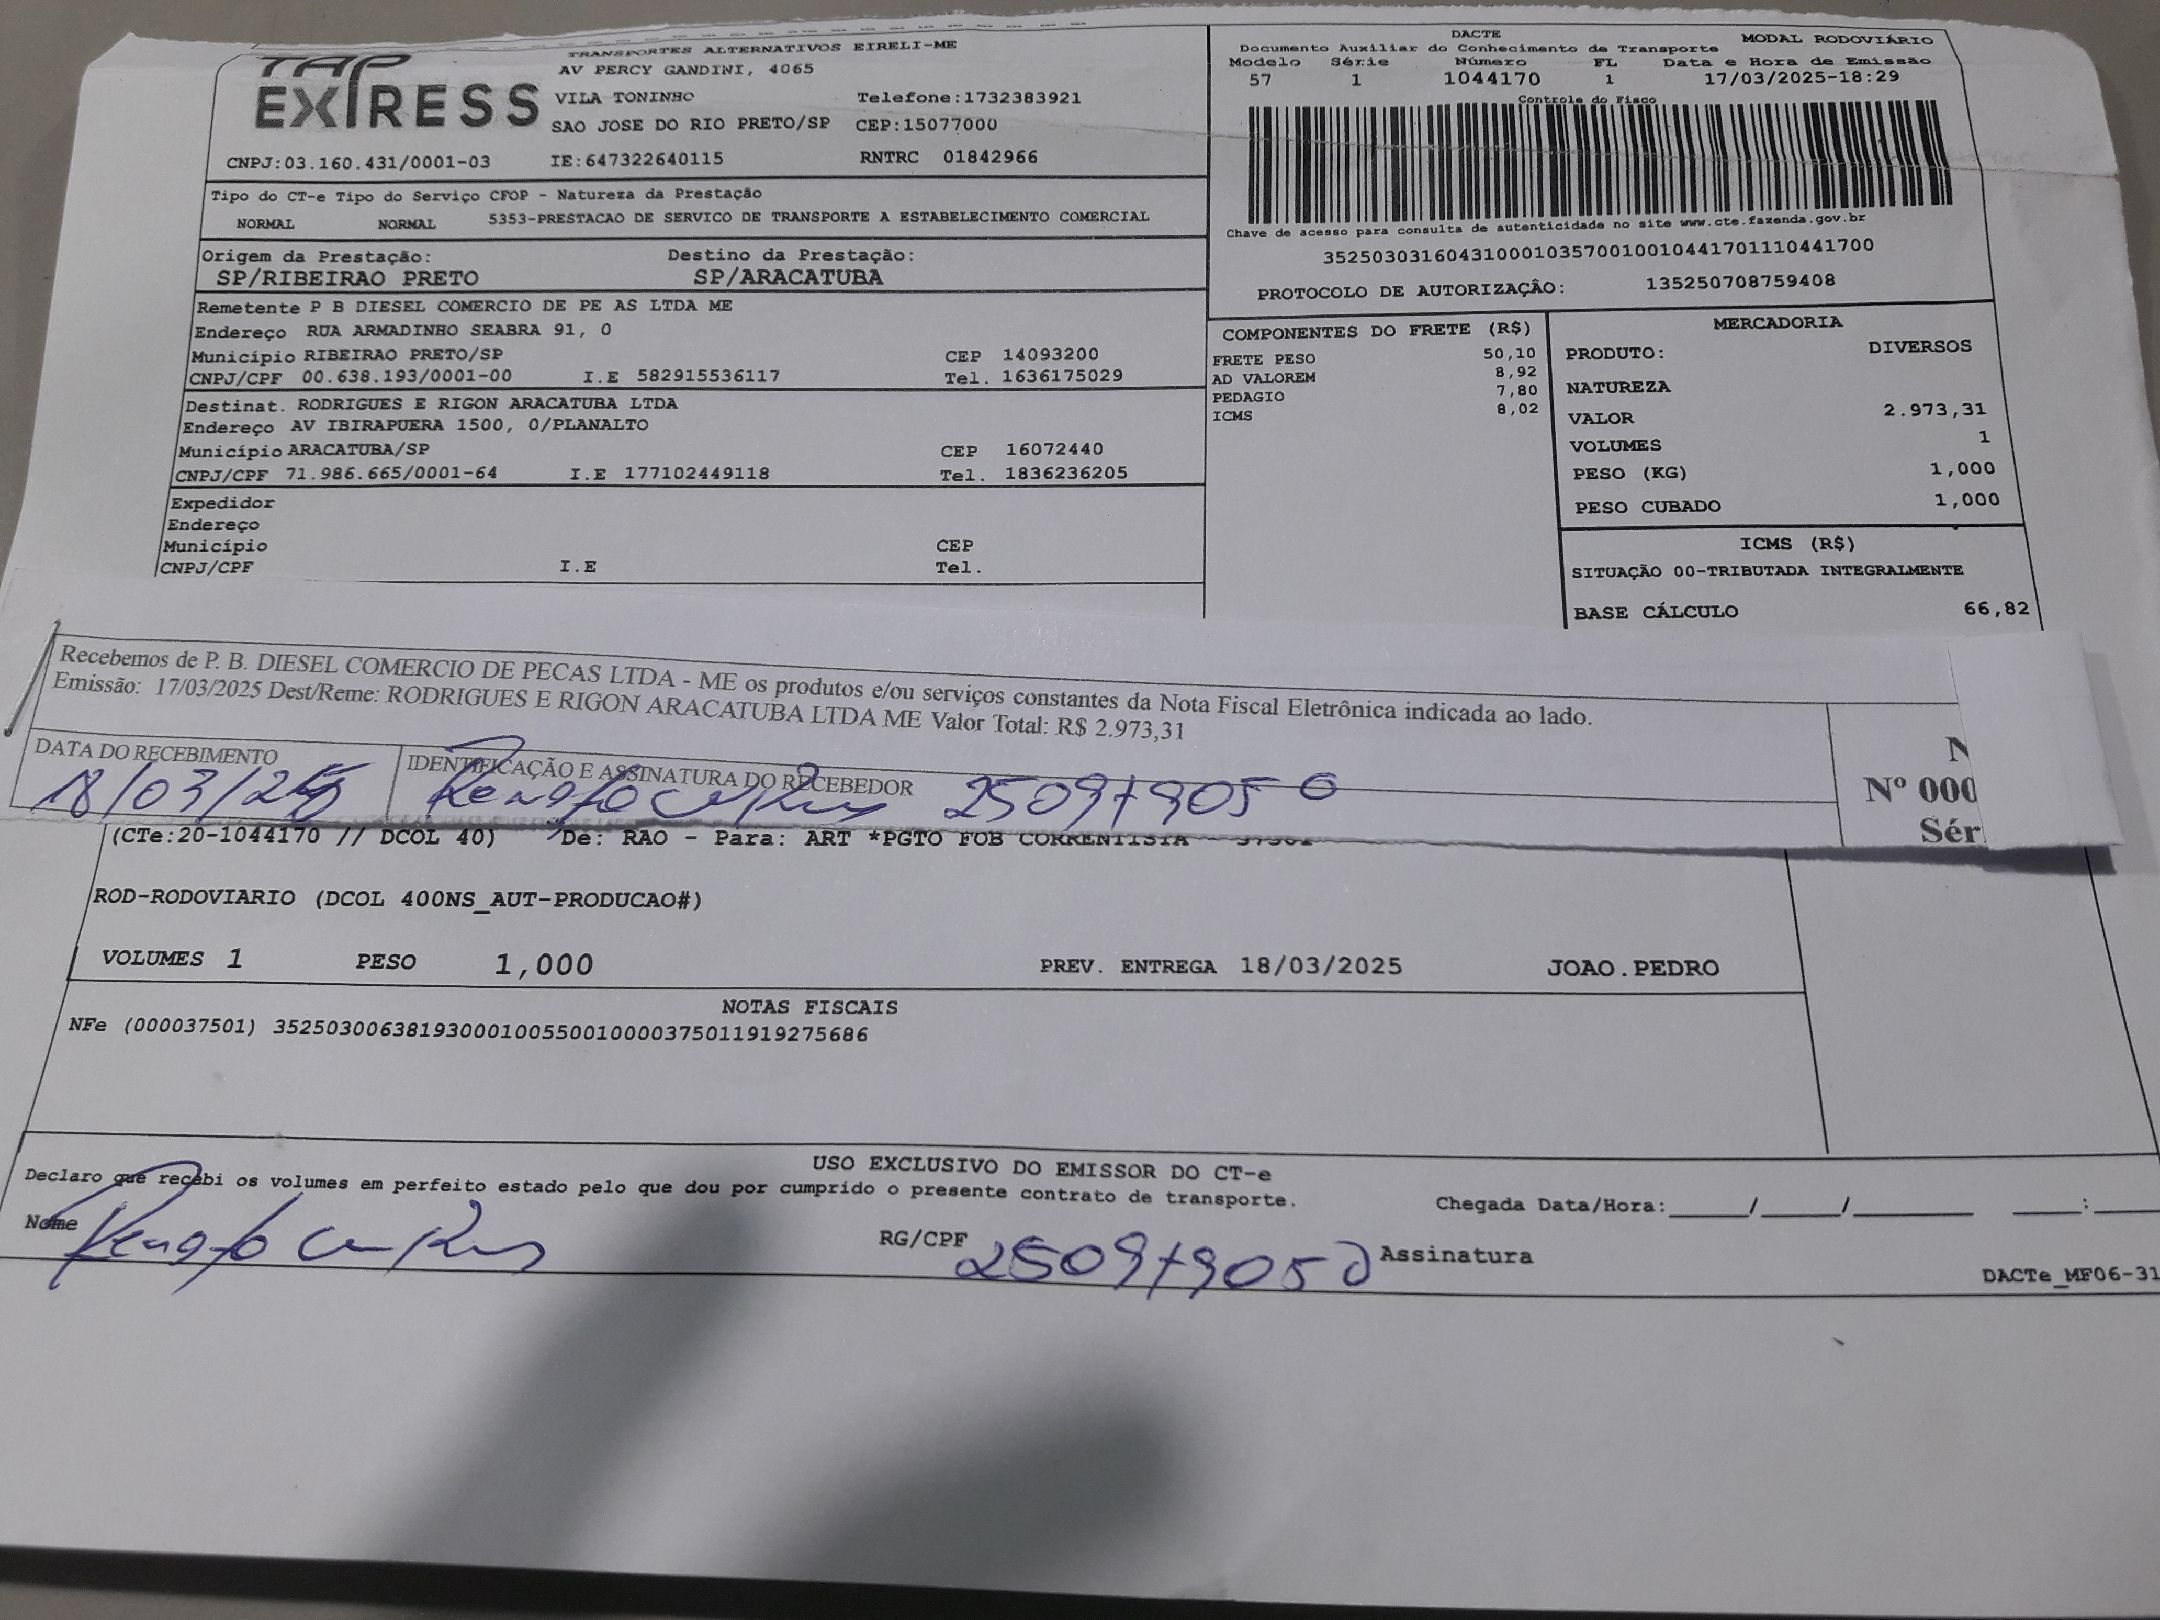 TAP EXPRESS
TRANSPORTES ALTERNATIVOS EIRELI-ME
AV PERCY GANDINI, 4065
VILA TONINHO Telefone:1732383921
SAO JOSE DO RIO PRETO/SP CEP:15077000
CNPJ:03.160.431/0001-03 IE:647322640115 RNTRC 01842966
Tipo do CT-e Tipo do Serviço CFOP - Natureza da Prestação
NORMAL NORMAL 5353-PRESTACAO DE SERVICO DE TRANSPORTE A ESTABELECIMENTO COMERCIAL
Origem da Prestação: Destino da Prestação:
SP/RIBEIRAO PRETO SP/ARACATUBA
Remetente P B DIESEL COMERCIO DE PE AS LTDA ME
Endereço RUA ARMADINHO SEABRA 91, 0
Município RIBEIRAO PRETO/SP CEP 14093200
CNPJ/CPF 00.638.193/0001-00 I.E 582915536117 Tel. 1636175029
Destinat. RODRIGUES E RIGON ARACATUBA LTDA
Endereço AV IBIRAPUERA 1500, 0/PLANALTO
Município ARACATUBA/SP CEP 16072440
CNPJ/CPF 71.986.665/0001-64 I.E 177102449118 Tel. 1836236205
Expedidor
Endereço
Município CEP
CNPJ/CPF I.E Tel.
DACTE MODAL RODOVIÁRIO
Documento Auxiliar do Conhecimento de Transporte
Modelo Série Número FL Data e Hora de Emissão
57 1 1044170 1 17/03/2025-18:29
Controle do Fisco
Chave de acesso para consulta de autenticidade no site www.cte.fazenda.gov.br
35250303160431000103570010010441701110441700
PROTOCOLO DE AUTORIZAÇÃO: 135250708759408
COMPONENTES DO FRETE (R$)
FRETE PESO 50,10
AD VALOREM 8,92
PEDAGIO 7,80
ICMS 8,02
MERCADORIA
PRODUTO: DIVERSOS
NATUREZA
VALOR 2.973,31
VOLUMES 1
PESO (KG) 1,000
PESO CUBADO 1,000
ICMS (R$)
SITUAÇÃO 00-TRIBUTADA INTEGRALMENTE
BASE CÁLCULO 66,82
Recebemos de P. B. DIESEL COMERCIO DE PECAS LTDA - ME os produtos e/ou serviços constantes da Nota Fiscal Eletrônica indicada ao lado.
Emissão: 17/03/2025 Dest/Reme: RODRIGUES E RIGON ARACATUBA LTDA ME Valor Total: R$ 2.973,31
DATA DO RECEBIMENTO IDENTIFICAÇÃO E ASSINATURA DO RECEBEDOR
18/03/25 250979050
N
Nº 000
Sér
(CTe:20-1044170 // DCOL 40) De: RAO - Para: ART *PGTO FOB CORRENTISTA
ROD-RODOVIARIO (DCOL 400NS_AUT-PRODUCAO#)
VOLUMES 1 PESO 1,000 PREV. ENTREGA 18/03/2025 JOAO.PEDRO
NOTAS FISCAIS
NFe (000037501) 35250300638193000100550010000375011919275686
USO EXCLUSIVO DO EMISSOR DO CT-e
Declaro que recebi os volumes em perfeito estado pelo que dou por cumprido o presente contrato de transporte. Chegada Data/Hora:____/____/______ ___:___
Nome RG/CPF 250979050 Assinatura
DACTe_MF06-31